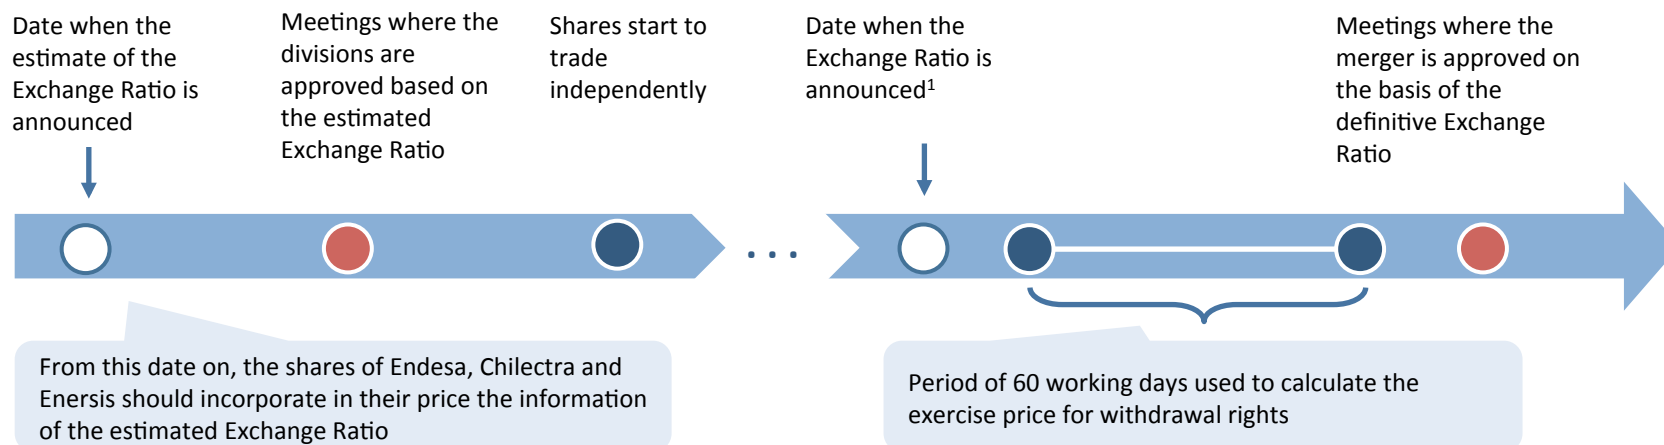 Date when the
estimate of the
Exchange Ratio is
announced
Meetings where the
divisions are
approved based on
the estimated
Exchange Ratio
Shares start to
trade
independently
Date when the
Exchange Ratio is
announced¹
Meetings where the
merger is approved on
the basis of the
definitive Exchange
Ratio
...
From this date on, the shares of Endesa, Chilectra and
Enersis should incorporate in their price the information
of the estimated Exchange Ratio
Period of 60 working days used to calculate the
exercise price for withdrawal rights